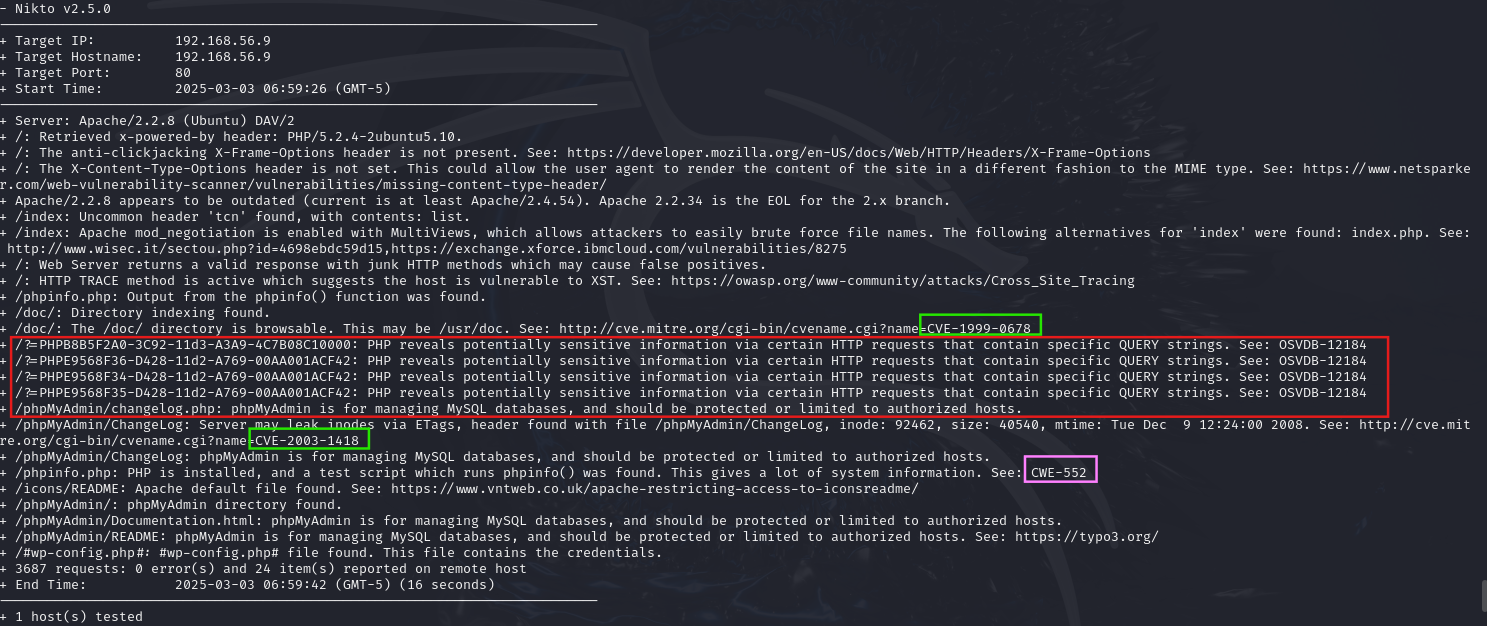 - Nikto v2.5.0
+ Target IP:          192.168.56.9
+ Target Hostname:    192.168.56.9
+ Target Port:        80
+ Start Time:         2025-03-03 06:59:26 (GMT-5)
+ Server: Apache/2.2.8 (Ubuntu) DAV/2
+ /: Retrieved x-powered-by header: PHP/5.2.4-2ubuntu5.10.
+ /: The anti-clickjacking X-Frame-Options header is not present. See: https://developer.mozilla.org/en-US/docs/Web/HTTP/Headers/X-Frame-Options
+ /: The X-Content-Type-Options header is not set. This could allow the user agent to render the content of the site in a different fashion to the MIME type. See: https://www.netsparke
r.com/web-vulnerability-scanner/vulnerabilities/missing-content-type-header/
+ Apache/2.2.8 appears to be outdated (current is at least Apache/2.4.54). Apache 2.2.34 is the EOL for the 2.x branch.
+ /index: Uncommon header 'tcn' found, with contents: list.
+ /index: Apache mod_negotiation is enabled with MultiViews, which allows attackers to easily brute force file names. The following alternatives for 'index' were found: index.php. See:
http://www.wisec.it/sectou.php?id=4698ebdc59d15,https://exchange.xforce.ibmcloud.com/vulnerabilities/8275
+ /: Web Server returns a valid response with junk HTTP methods which may cause false positives.
+ /: HTTP TRACE method is active which suggests the host is vulnerable to XST. See: https://owasp.org/www-community/attacks/Cross_Site_Tracing
+ /phpinfo.php: Output from the phpinfo() function was found.
+ /doc/: Directory indexing found.
+ /doc/: The /doc/ directory is browsable. This may be /usr/doc. See: http://cve.mitre.org/cgi-bin/cvename.cgi?name=CVE-1999-0678
+ /?=PHPB8B5F2A0-3C92-11d3-A3A9-4C7B08C10000: PHP reveals potentially sensitive information via certain HTTP requests that contain specific QUERY strings. See: OSVDB-12184
+ /?=PHPE9568F36-D428-11d2-A769-00AA001ACF42: PHP reveals potentially sensitive information via certain HTTP requests that contain specific QUERY strings. See: OSVDB-12184
+ /?=PHPE9568F34-D428-11d2-A769-00AA001ACF42: PHP reveals potentially sensitive information via certain HTTP requests that contain specific QUERY strings. See: OSVDB-12184
+ /?=PHPE9568F35-D428-11d2-A769-00AA001ACF42: PHP reveals potentially sensitive information via certain HTTP requests that contain specific QUERY strings. See: OSVDB-12184
+ /phpMyAdmin/changelog.php: phpMyAdmin is for managing MySQL databases, and should be protected or limited to authorized hosts.
+ /phpMyAdmin/ChangeLog: Server may leak inodes via ETags, header found with file /phpMyAdmin/ChangeLog, inode: 92462, size: 40540, mtime: Tue Dec  9 12:24:00 2008. See: http://cve.mit
re.org/cgi-bin/cvename.cgi?name=CVE-2003-1418
+ /phpMyAdmin/ChangeLog: phpMyAdmin is for managing MySQL databases, and should be protected or limited to authorized hosts.
+ /phpinfo.php: PHP is installed, and a test script which runs phpinfo() was found. This gives a lot of system information. See: CWE-552
+ /icons/README: Apache default file found. See: https://www.vntweb.co.uk/apache-restricting-access-to-iconsreadme/
+ /phpMyAdmin/: phpMyAdmin directory found.
+ /phpMyAdmin/Documentation.html: phpMyAdmin is for managing MySQL databases, and should be protected or limited to authorized hosts.
+ /phpMyAdmin/README: phpMyAdmin is for managing MySQL databases, and should be protected or limited to authorized hosts. See: https://typo3.org/
+ /#wp-config.php#: #wp-config.php# file found. This file contains the credentials.
+ 3687 requests: 0 error(s) and 24 item(s) reported on remote host
+ End Time:           2025-03-03 06:59:42 (GMT-5) (16 seconds)
+ 1 host(s) tested